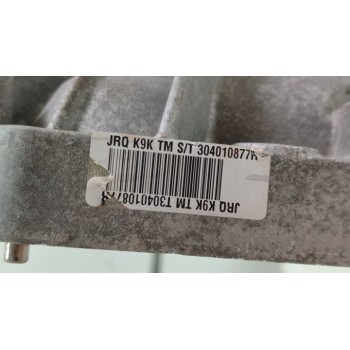 JRQ K9K TM S/T 304010877R
JRQ K9K TM T304010877R